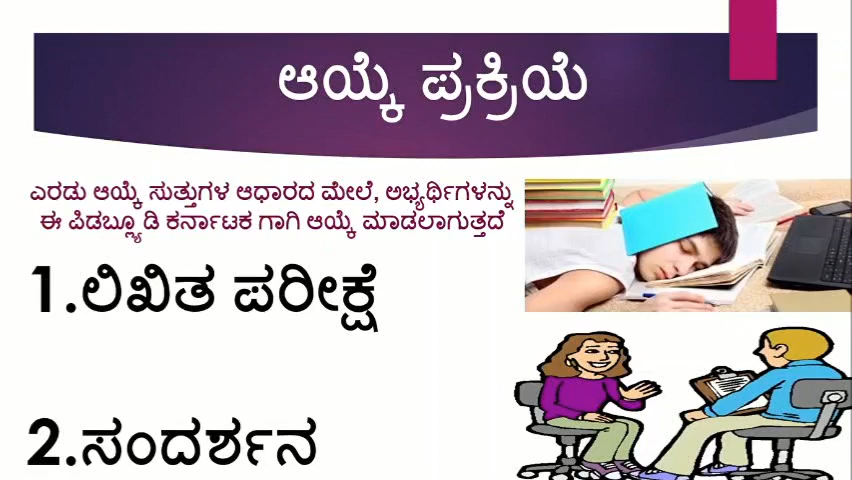 ಆಯ್ಕೆ ಪ್ರಕ್ರಿಯೆ
ಎರಡು ಆಯ್ಕೆ ಸುತ್ತುಗಳ ಆಧಾರದ ಮೇಲೆ, ಅಭ್ಯರ್ಥಿಗಳನ್ನು
ಈ ಪಿಡಬ್ಲ್ಯೂಡಿ ಕರ್ನಾಟಕ ಗಾಗಿ ಆಯ್ಕೆ ಮಾಡಲಾಗುತ್ತದೆ
1.ಲಿಖಿತ ಪರೀಕ್ಷೆ
2.ಸಂದರ್ಶನ